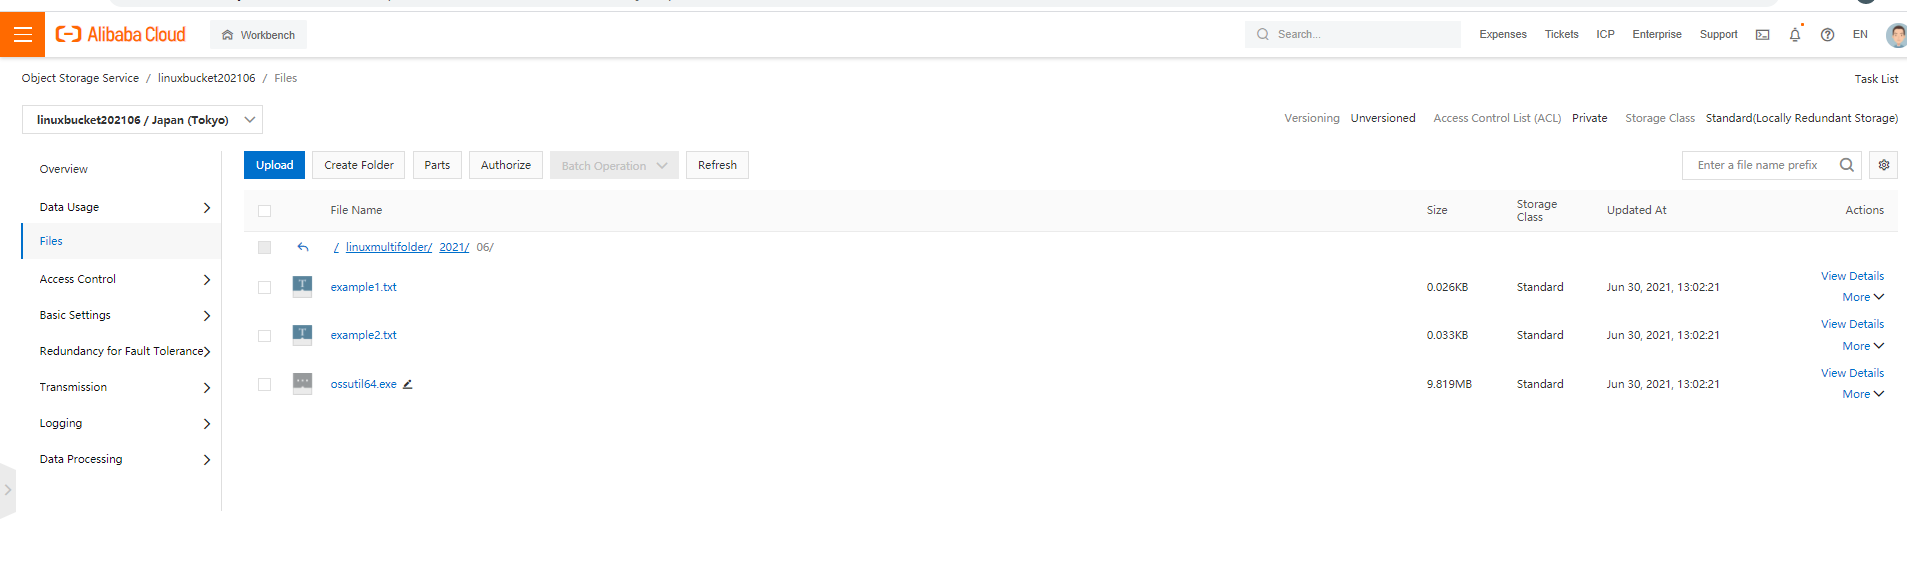 Alibaba Cloud Workbench Search... Expenses Tickets ICP Enterprise Support EN
Object Storage Service / linuxbucket202106 / Files Task List
linuxbucket202106 / Japan (Tokyo) Versioning Unversioned Access Control List (ACL) Private Storage Class Standard(Locally Redundant Storage)
Overview
Data Usage
Files
Access Control
Basic Settings
Redundancy for Fault Tolerance
Transmission
Logging
Data Processing
Upload Create Folder Parts Authorize Batch Operation Refresh Enter a file name prefix
File Name Size Storage Class Updated At Actions
/ linuxmultifolder/ 2021/ 06/
example1.txt 0.026KB Standard Jun 30, 2021, 13:02:21 View Details
More
example2.txt 0.033KB Standard Jun 30, 2021, 13:02:21 View Details
More
ossutil64.exe 9.819MB Standard Jun 30, 2021, 13:02:21 View Details
More